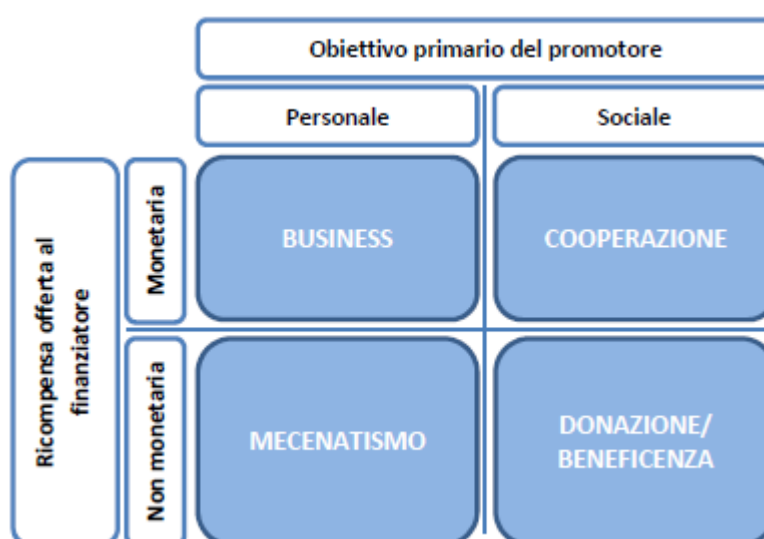 Obiettivo primario del promotore
Personale
Sociale
Ricompensa offerta al
finanziatore
Monetaria
BUSINESS
COOPERAZIONE
Non monetaria
MECENATISMO
DONAZIONE/
BENEFICENZA